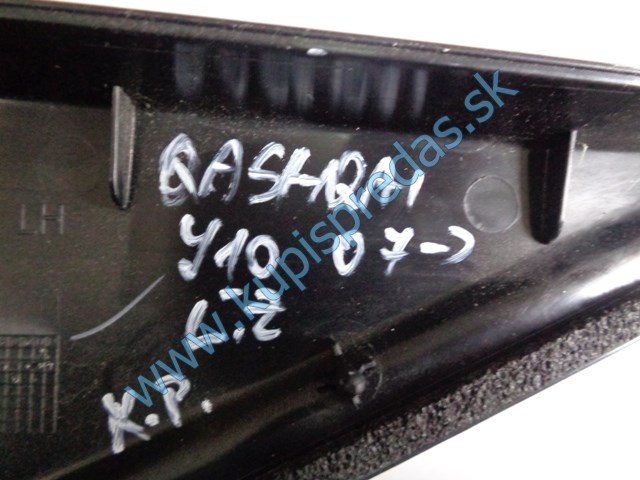 QASHQAI
LH
J10 07->
L.Z
K.P.
www.kupispredas.sk